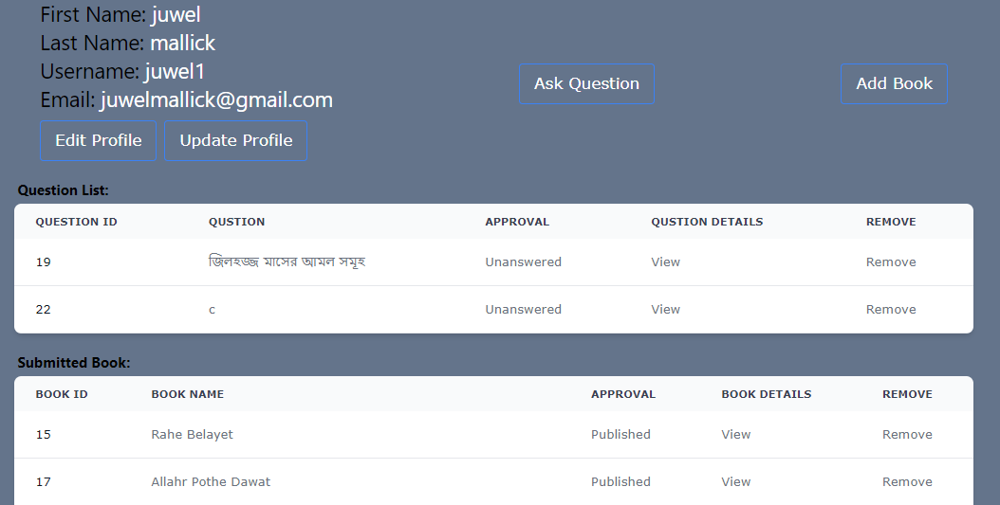 First Name: juwel
Last Name: mallick
Username: juwel1
Email: juwelmallick@gmail.com
Ask Question
Add Book
Edit Profile Update Profile
Question List:
QUESTION ID QUSTION APPROVAL QUSTION DETAILS REMOVE
19 জিলহজ্জ মাসের আমল সমূহ Unanswered View Remove
22 c Unanswered View Remove
Submitted Book:
BOOK ID BOOK NAME APPROVAL BOOK DETAILS REMOVE
15 Rahe Belayet Published View Remove
17 Allahr Pothe Dawat Published View Remove